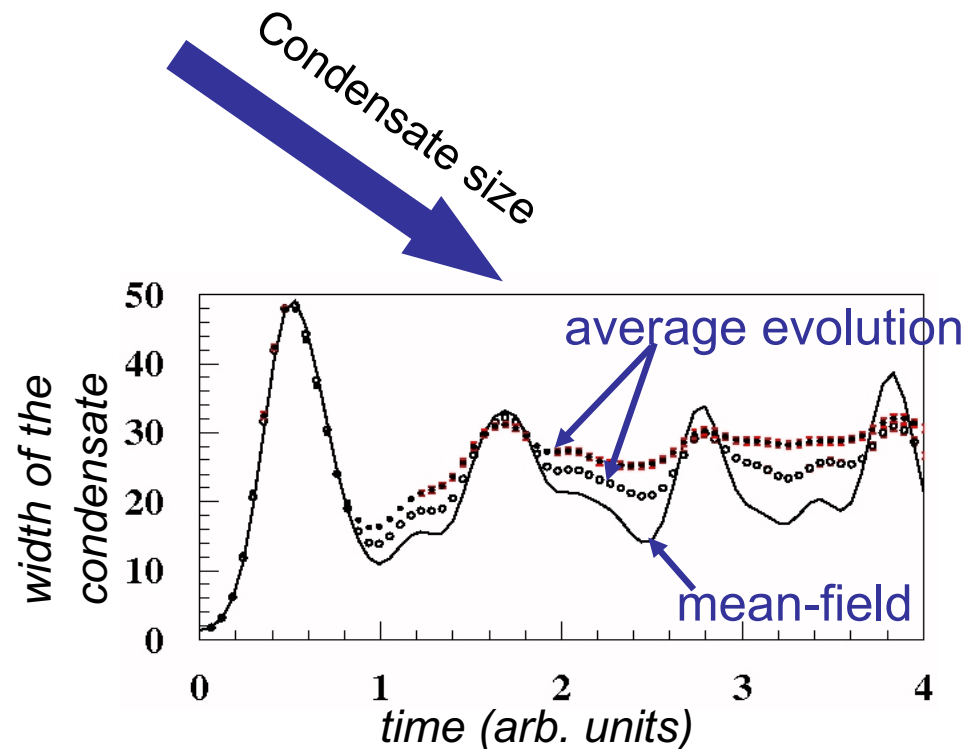 Condensate size
width of the
condensate
50
40
30
20
10
0
average evolution
mean-field
0 1 2 3 4
time (arb. units)